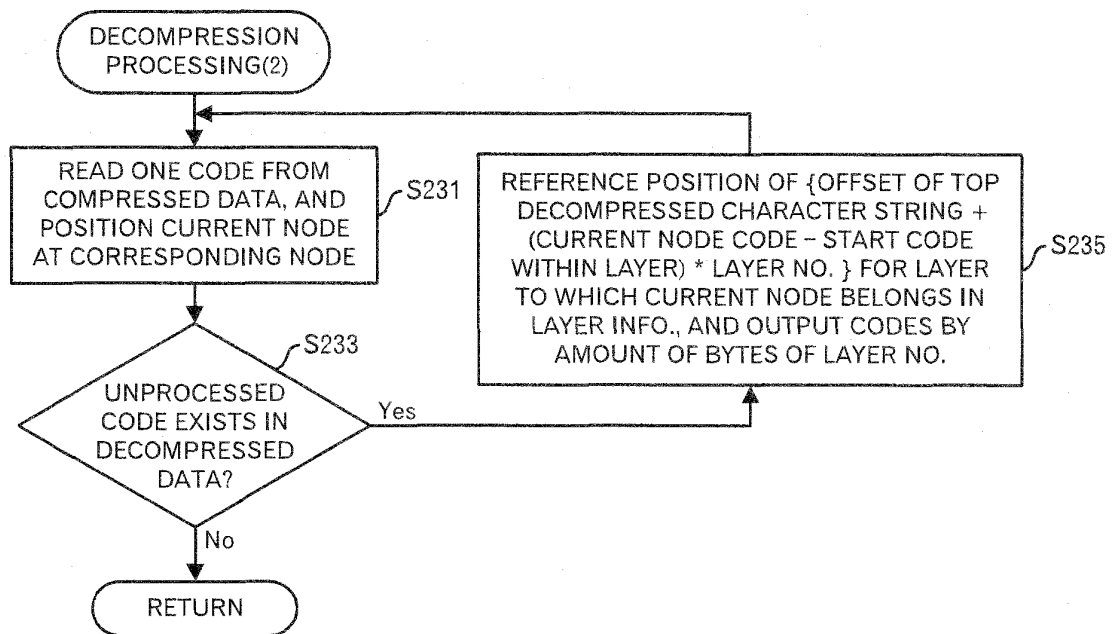 DECOMPRESSION
PROCESSING(2)
READ ONE CODE FROM
COMPRESSED DATA, AND
POSITION CURRENT NODE
AT CORRESPONDING NODE
S231
S233
UNPROCESSED
CODE EXISTS IN
DECOMPRESSED
DATA?
Yes
No
RETURN
REFERENCE POSITION OF {OFFSET OF TOP
DECOMPRESSED CHARACTER STRING +
(CURRENT NODE CODE – START CODE
WITHIN LAYER) * LAYER NO. } FOR LAYER
TO WHICH CURRENT NODE BELONGS IN
LAYER INFO., AND OUTPUT CODES BY
AMOUNT OF BYTES OF LAYER NO.
S235